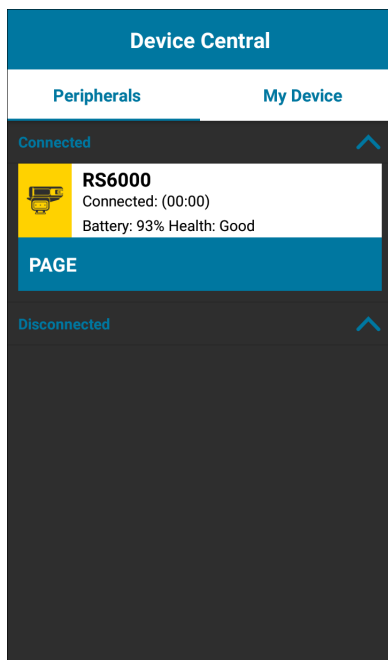 Device Central
Peripherals
My Device
Connected
RS6000
Connected: (00:00)
Battery: 93% Health: Good
PAGE
Disconnected